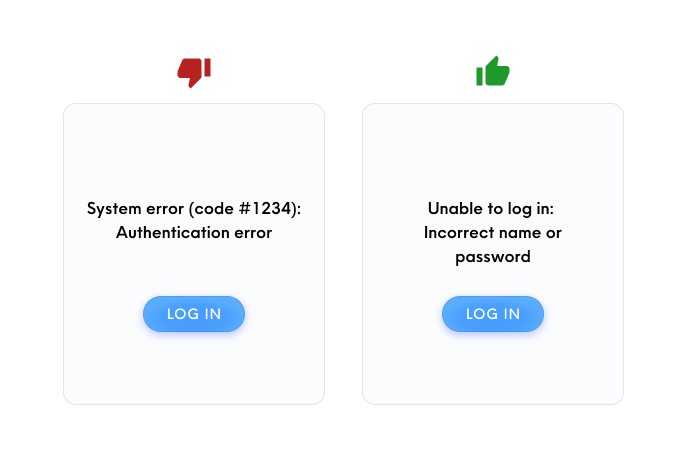 System error (code #1234):
Authentication error
LOG IN
Unable to log in:
Incorrect name or
password
LOG IN